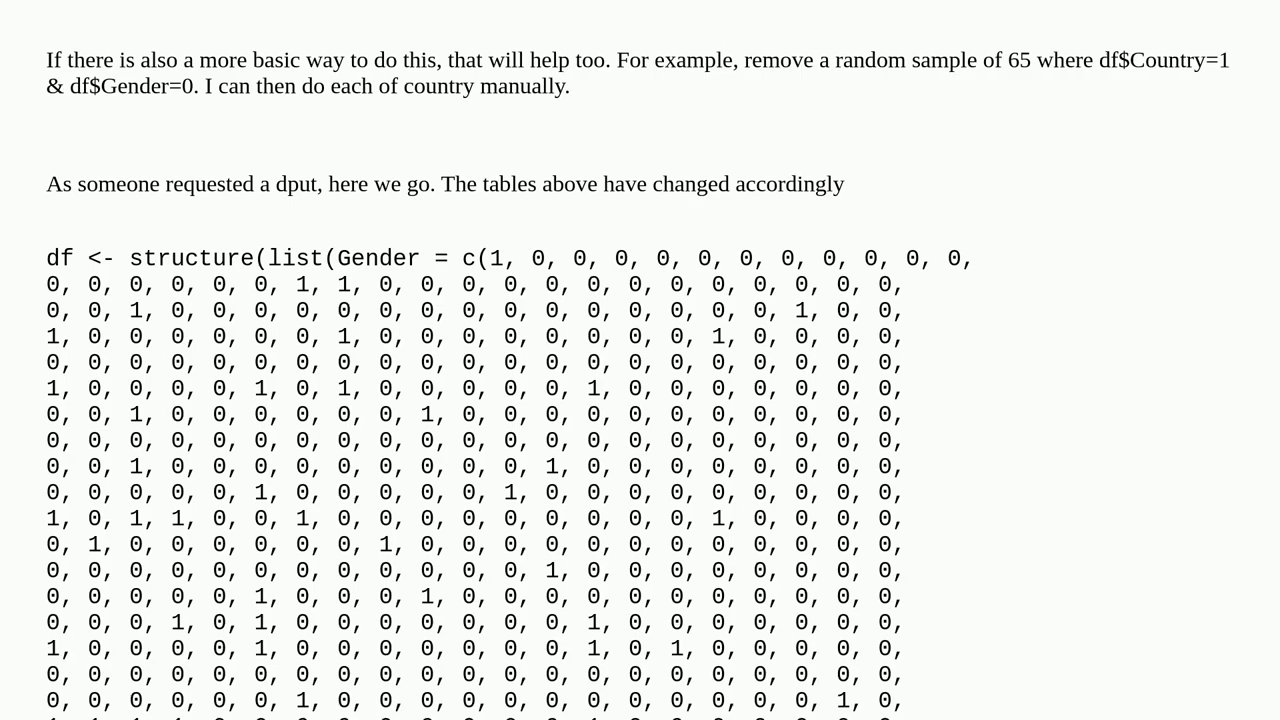 If there is also a more basic way to do this, that will help too. For example, remove a random sample of 65 where df$Country=1
& df$Gender=0. I can then do each of country manually.
As someone requested a dput, here we go. The tables above have changed accordingly
df <- structure(list(Gender = c(1, 0, 0, 0, 0, 0, 0, 0, 0, 0, 0, 0,
0, 0, 0, 0, 0, 0, 1, 1, 0, 0, 0, 0, 0, 0, 0, 0, 0, 0, 0, 0, 0,
0, 0, 1, 0, 0, 0, 0, 0, 0, 0, 0, 0, 0, 0, 0, 0, 0, 0, 1, 0, 0,
1, 0, 0, 0, 0, 0, 0, 1, 0, 0, 0, 0, 0, 0, 0, 0, 1, 0, 0, 0, 0,
0, 0, 0, 0, 0, 0, 0, 0, 0, 0, 0, 0, 0, 0, 0, 0, 0, 0, 0, 0, 0,
1, 0, 0, 0, 0, 1, 0, 1, 0, 0, 0, 0, 0, 1, 0, 0, 0, 0, 0, 0, 0,
0, 0, 1, 0, 0, 0, 0, 0, 0, 1, 0, 0, 0, 0, 0, 0, 0, 0, 0, 0, 0,
0, 0, 0, 0, 0, 0, 0, 0, 0, 0, 0, 0, 0, 0, 0, 0, 0, 0, 0, 0, 0,
0, 0, 1, 0, 0, 0, 0, 0, 0, 0, 0, 0, 1, 0, 0, 0, 0, 0, 0, 0, 0,
0, 0, 0, 0, 0, 1, 0, 0, 0, 0, 0, 1, 0, 0, 0, 0, 0, 0, 0, 0, 0,
1, 0, 1, 1, 0, 0, 1, 0, 0, 0, 0, 0, 0, 0, 0, 0, 1, 0, 0, 0, 0,
0, 1, 0, 0, 0, 0, 0, 0, 1, 0, 0, 0, 0, 0, 0, 0, 0, 0, 0, 0, 0,
0, 0, 0, 0, 0, 0, 0, 0, 0, 0, 0, 0, 1, 0, 0, 0, 0, 0, 0, 0, 0,
0, 0, 0, 0, 0, 1, 0, 0, 0, 1, 0, 0, 0, 0, 0, 0, 0, 0, 0, 0, 0,
0, 0, 0, 1, 0, 1, 0, 0, 0, 0, 0, 0, 0, 1, 0, 0, 0, 0, 0, 0, 0,
1, 0, 0, 0, 0, 1, 0, 0, 0, 0, 0, 0, 0, 1, 0, 1, 0, 0, 0, 0, 0,
0, 0, 0, 0, 0, 0, 0, 0, 0, 0, 0, 0, 0, 0, 0, 0, 0, 0, 0, 0, 0,
0, 0, 0, 0, 0, 0, 1, 0, 0, 0, 0, 0, 0, 0, 0, 0, 0, 0, 0, 1, 0,